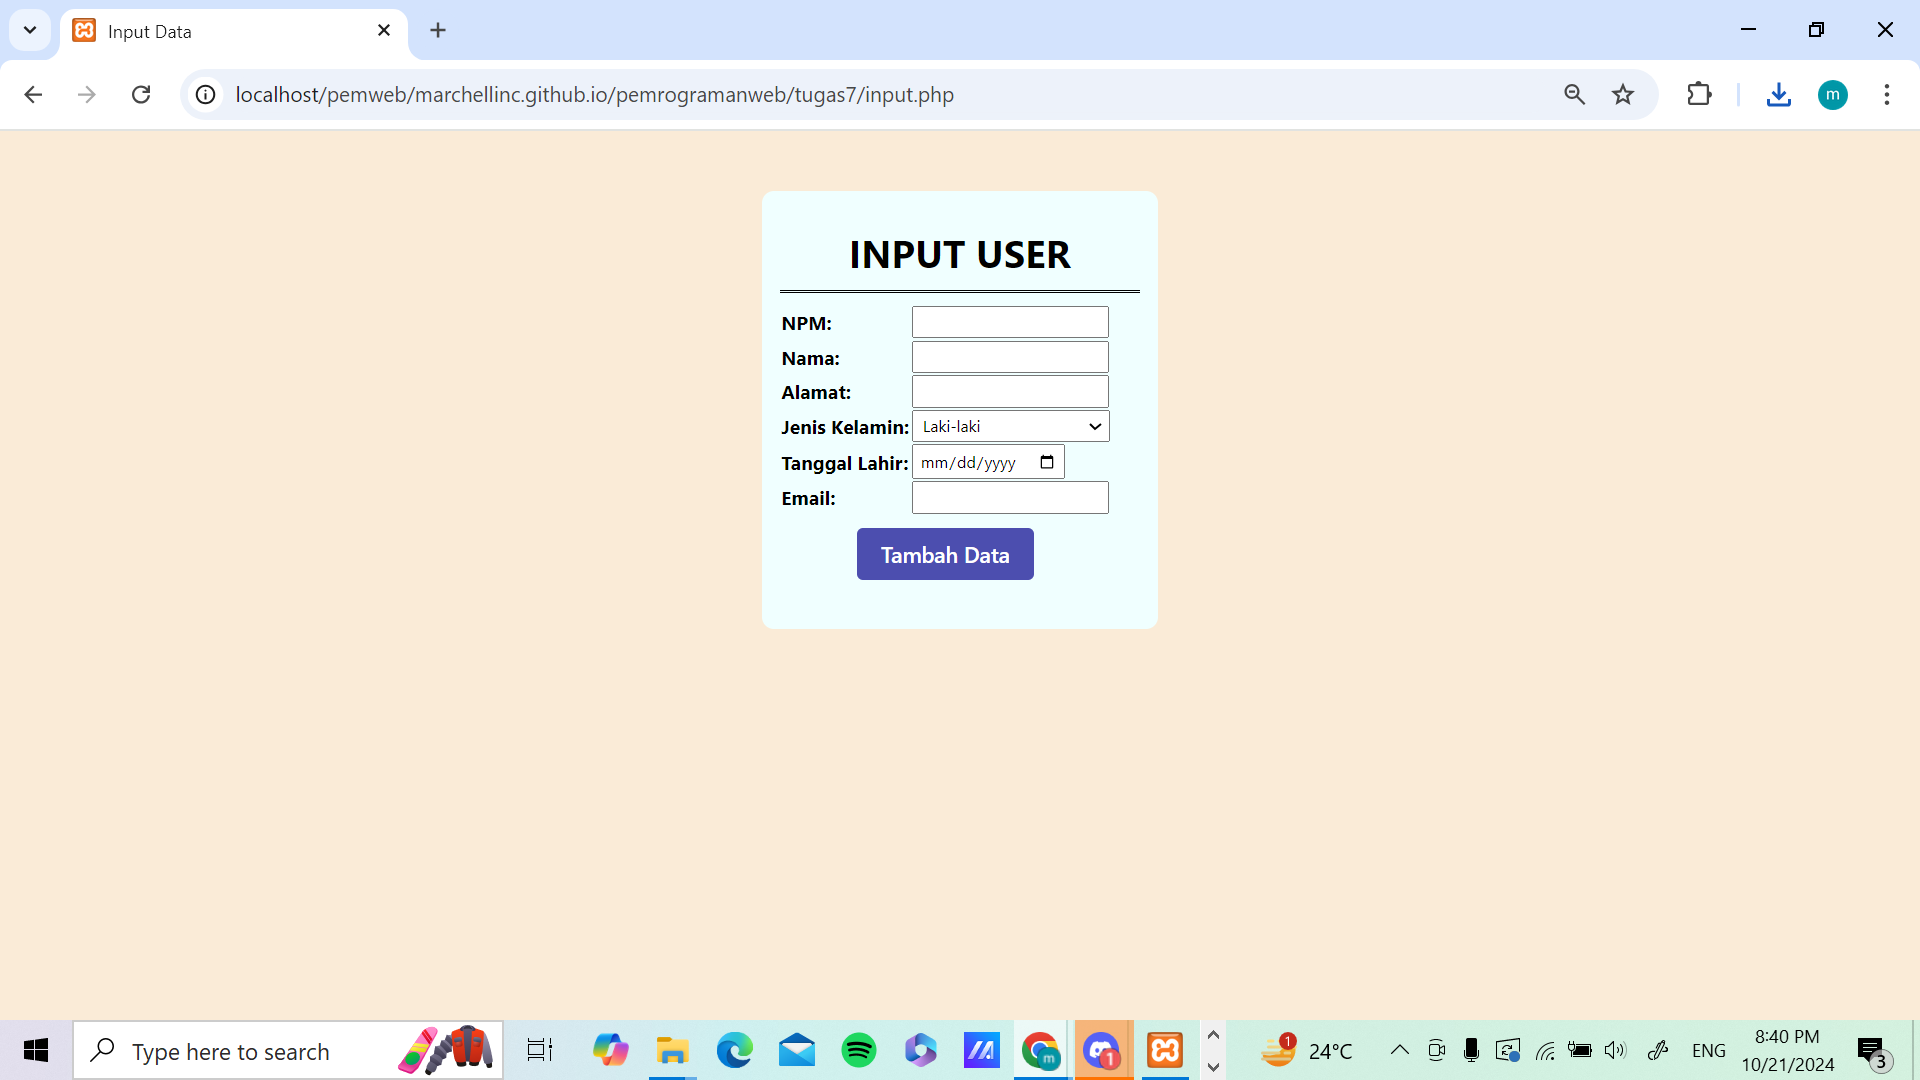 Input Data
localhost/pemweb/marchellinc.github.io/pemrogramanweb/tugas7/input.php
m
INPUT USER
NPM:
Nama:
Alamat:
Jenis Kelamin: Laki-laki
Tanggal Lahir: mm/dd/yyyy
Email:
Tambah Data
Type here to search
m
1
1
24°C
ENG
8:40 PM
10/21/2024
3